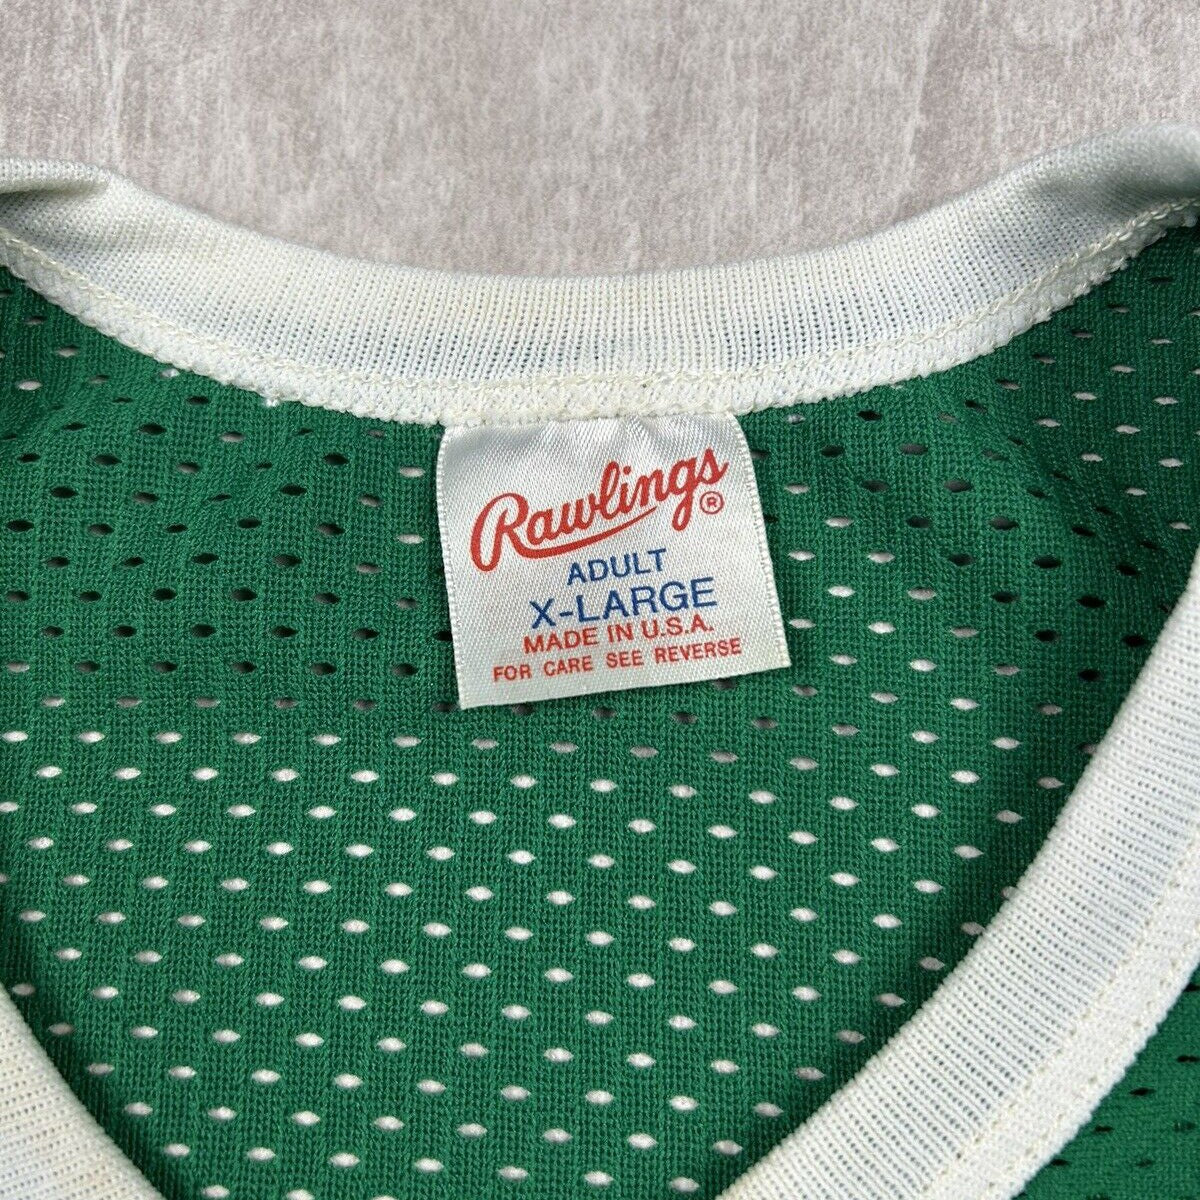 Rawlings®
ADULT
X-LARGE
MADE IN U.S.A.
FOR CARE SEE REVERSE